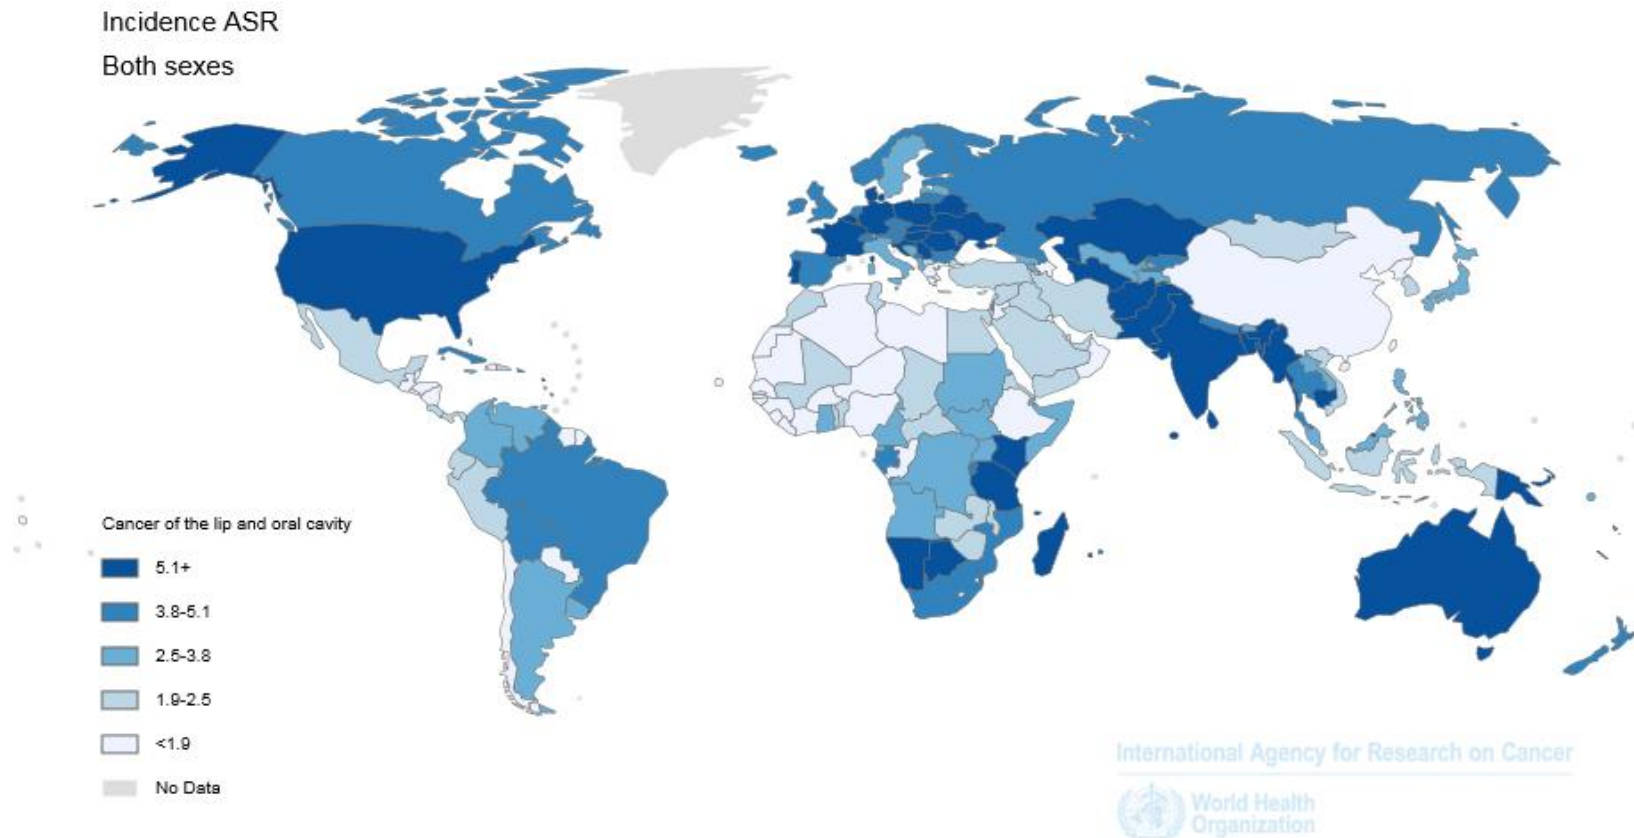 Incidence ASR
Both sexes
Cancer of the lip and oral cavity
5.1+
3.8-5.1
2.5-3.8
1.9-2.5
<1.9
No Data
International Agency for Research on Cancer
World Health
Organization